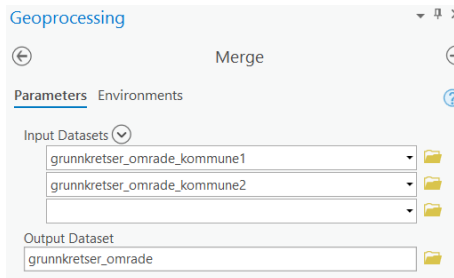 Geoprocessing
Merge
Parameters Environments
Input Datasets
grunnkretser_omrade_kommune1
grunnkretser_omrade_kommune2
Output Dataset
grunnkretser_omrade